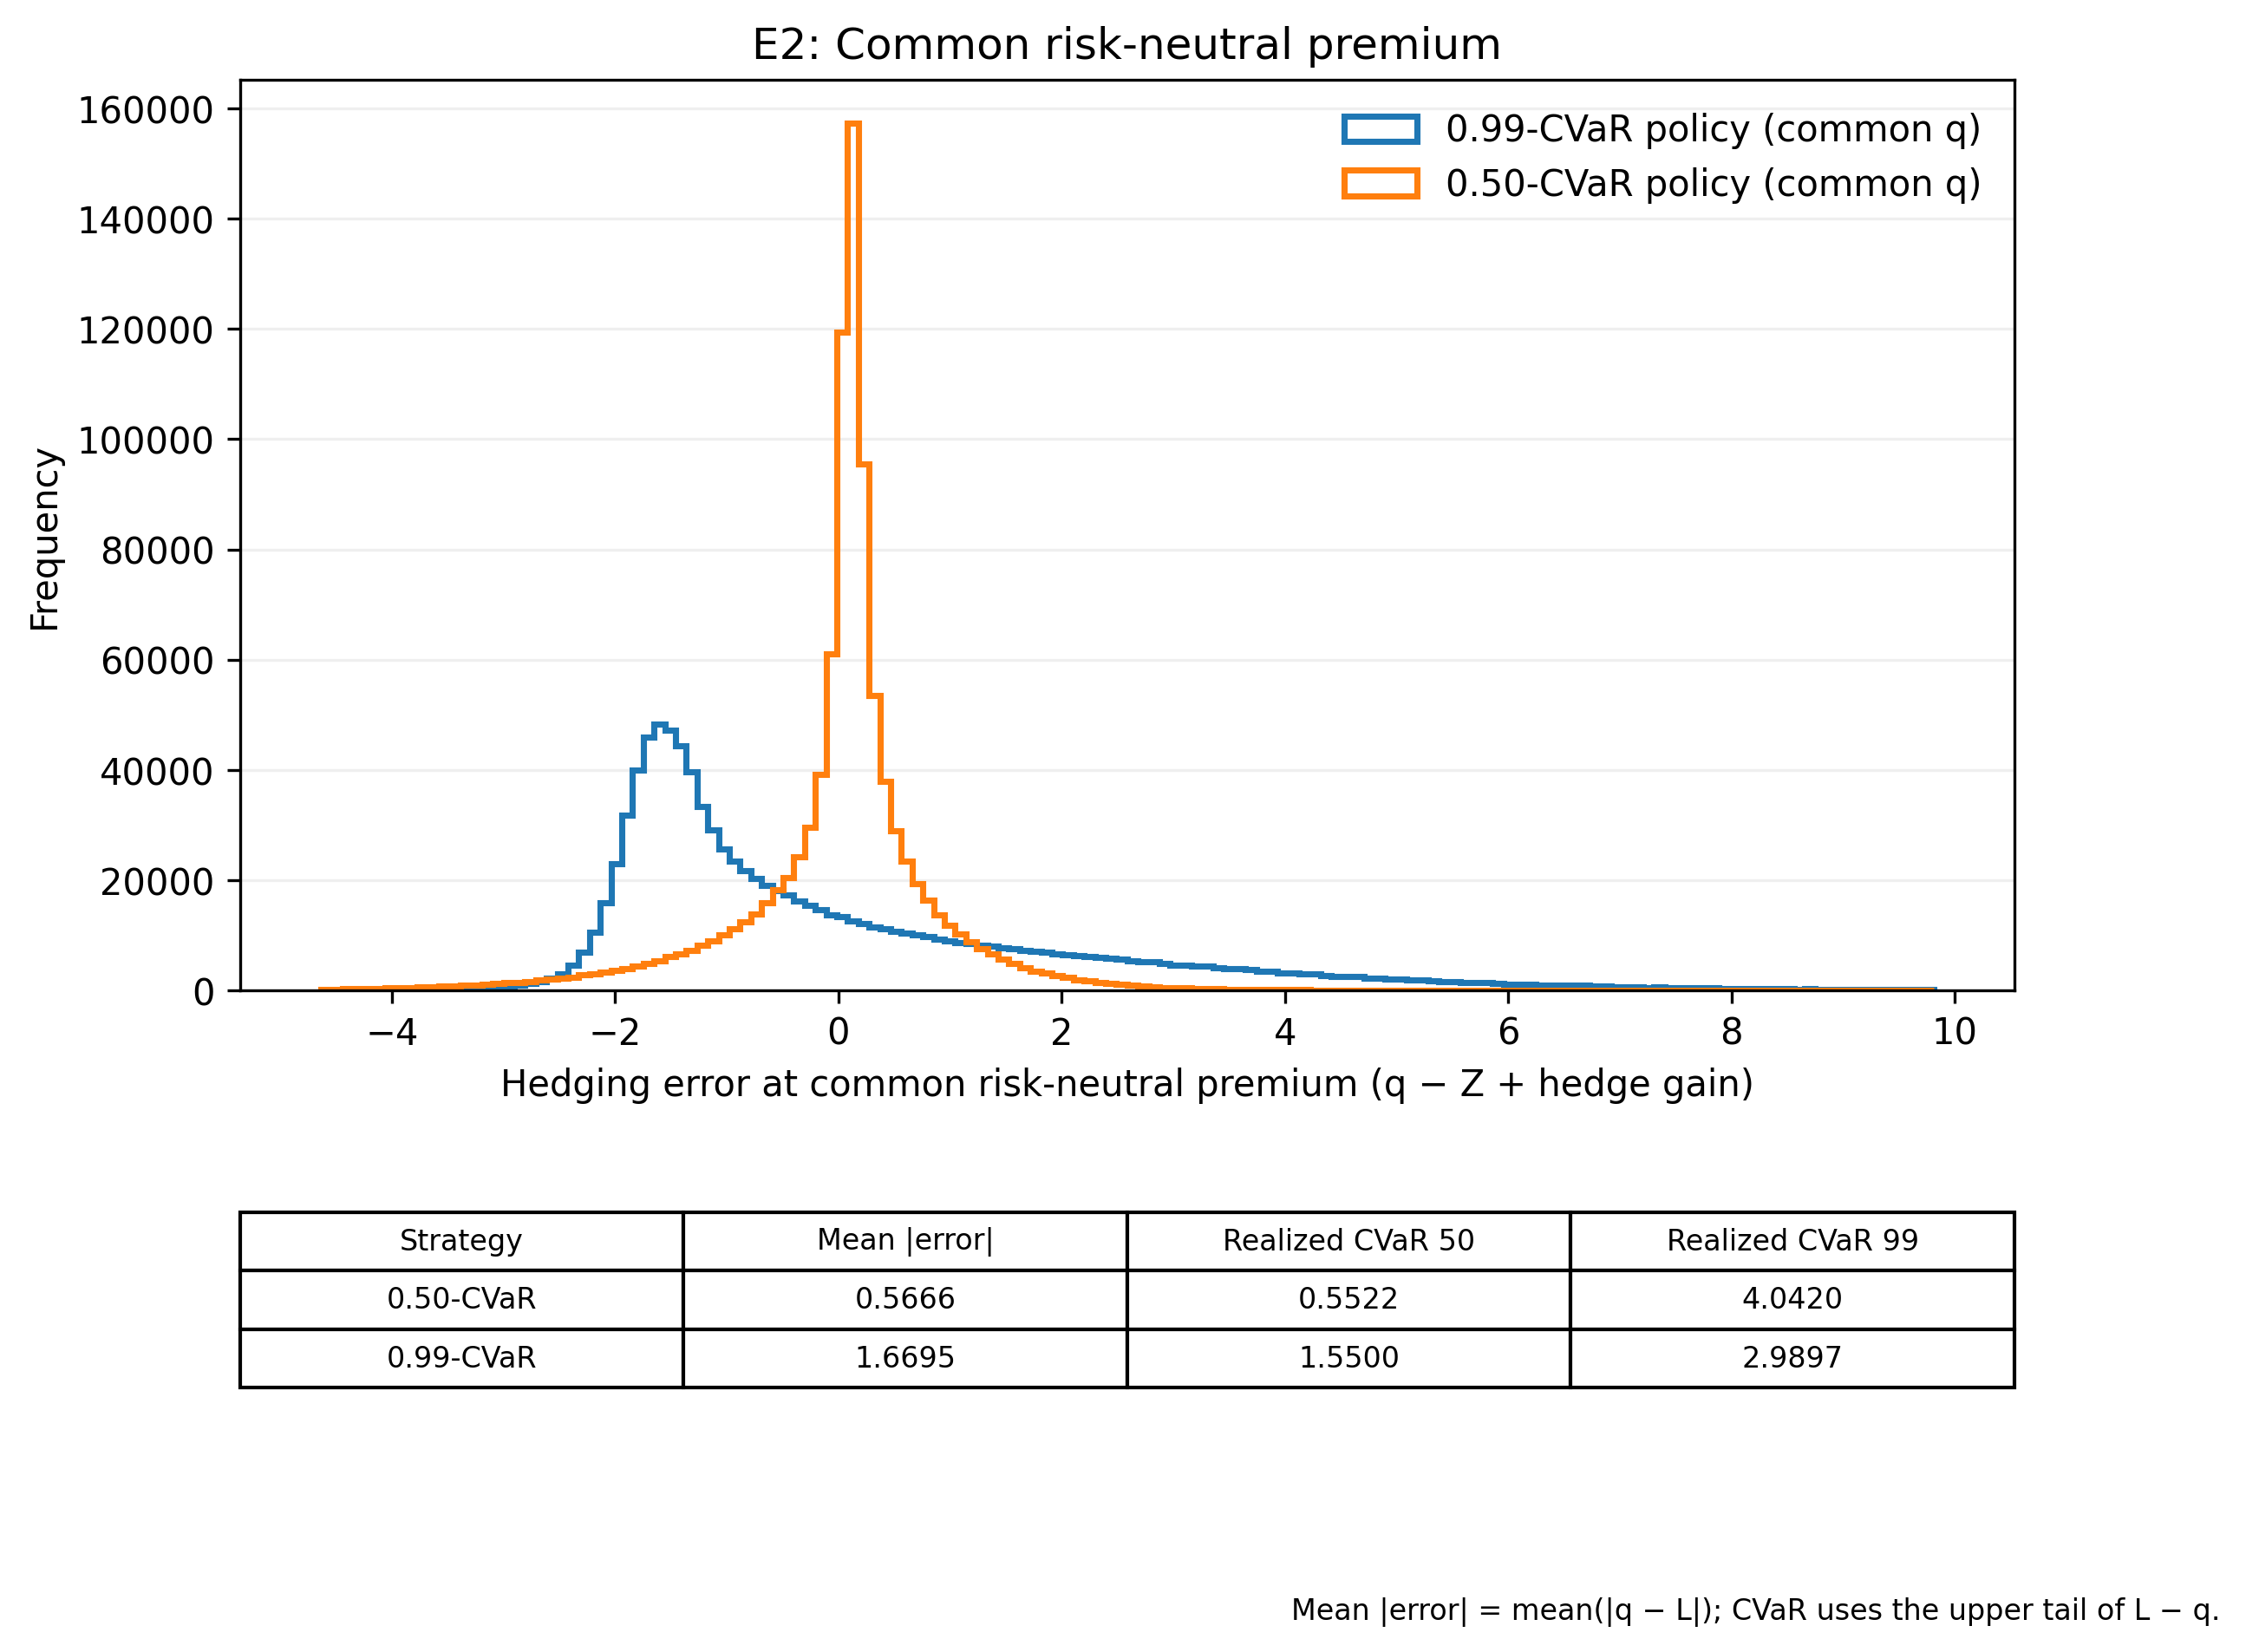 E2: Common risk-neutral premium
0.99-CVaR policy (common q)
0.50-CVaR policy (common q)
Frequency
160000
140000
120000
100000
80000
60000
40000
20000
0
−4 −2 0 2 4 6 8 10
Hedging error at common risk-neutral premium (q − Z + hedge gain)
Strategy Mean |error| Realized CVaR 50 Realized CVaR 99
0.50-CVaR 0.5666 0.5522 4.0420
0.99-CVaR 1.6695 1.5500 2.9897
Mean |error| = mean(|q − L|); CVaR uses the upper tail of L − q.